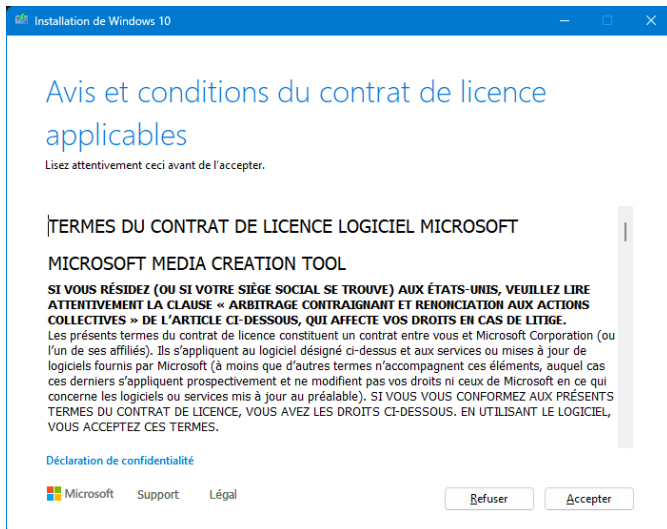 Installation de Windows 10
Avis et conditions du contrat de licence
applicables
Lisez attentivement ceci avant de l'accepter.
TERMES DU CONTRAT DE LICENCE LOGICIEL MICROSOFT
MICROSOFT MEDIA CREATION TOOL
SI VOUS RÉSIDEZ (OU SI VOTRE SIÈGE SOCIAL SE TROUVE) AUX ÉTATS-UNIS, VEUILLEZ LIRE
ATTENTIVEMENT LA CLAUSE « ARBITRAGE CONTRAIGNANT ET RENONCIATION AUX ACTIONS
COLLECTIVES » DE L'ARTICLE CI-DESSOUS, QUI AFFECTE VOS DROITS EN CAS DE LITIGE.
Les présents termes du contrat de licence constituent un contrat entre vous et Microsoft Corporation (ou
l'un de ses affiliés). Ils s'appliquent au logiciel désigné ci-dessus et aux services ou mises à jour de
logiciels fournis par Microsoft (à moins que d'autres termes n'accompagnent ces éléments, auquel cas
ces derniers s'appliquent prospectivement et ne modifient pas vos droits ni ceux de Microsoft en ce qui
concerne les logiciels ou services mis à jour au préalable). SI VOUS VOUS CONFORMEZ AUX PRÉSENTS
TERMES DU CONTRAT DE LICENCE, VOUS AVEZ LES DROITS CI-DESSOUS. EN UTILISANT LE LOGICIEL,
VOUS ACCEPTEZ CES TERMES.
Déclaration de confidentialité
Microsoft Support Légal Refuser Accepter